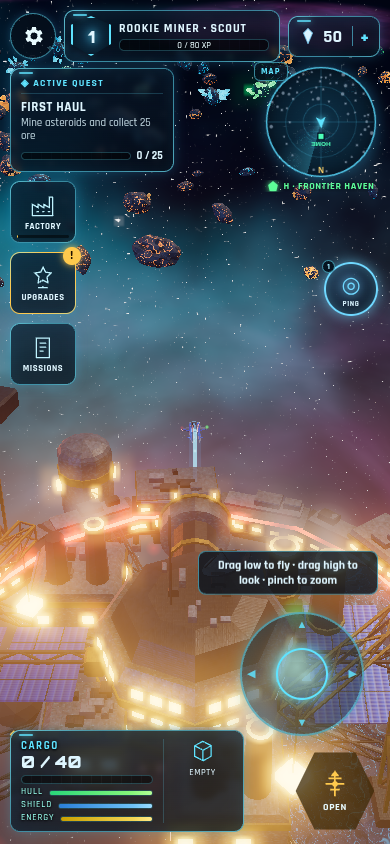 1
ROOKIE MINER · SCOUT
0 / 80 XP
50
+
ACTIVE QUEST
FIRST HAUL
Mine asteroids and collect 25
ore
0 / 25
MAP
HOME
N
H · FRONTIER HAVEN
FACTORY
!
UPGRADES
MISSIONS
1
PING
Drag low to fly · drag high to
look · pinch to zoom
CARGO
0 / 40
EMPTY
HULL
SHIELD
ENERGY
OPEN